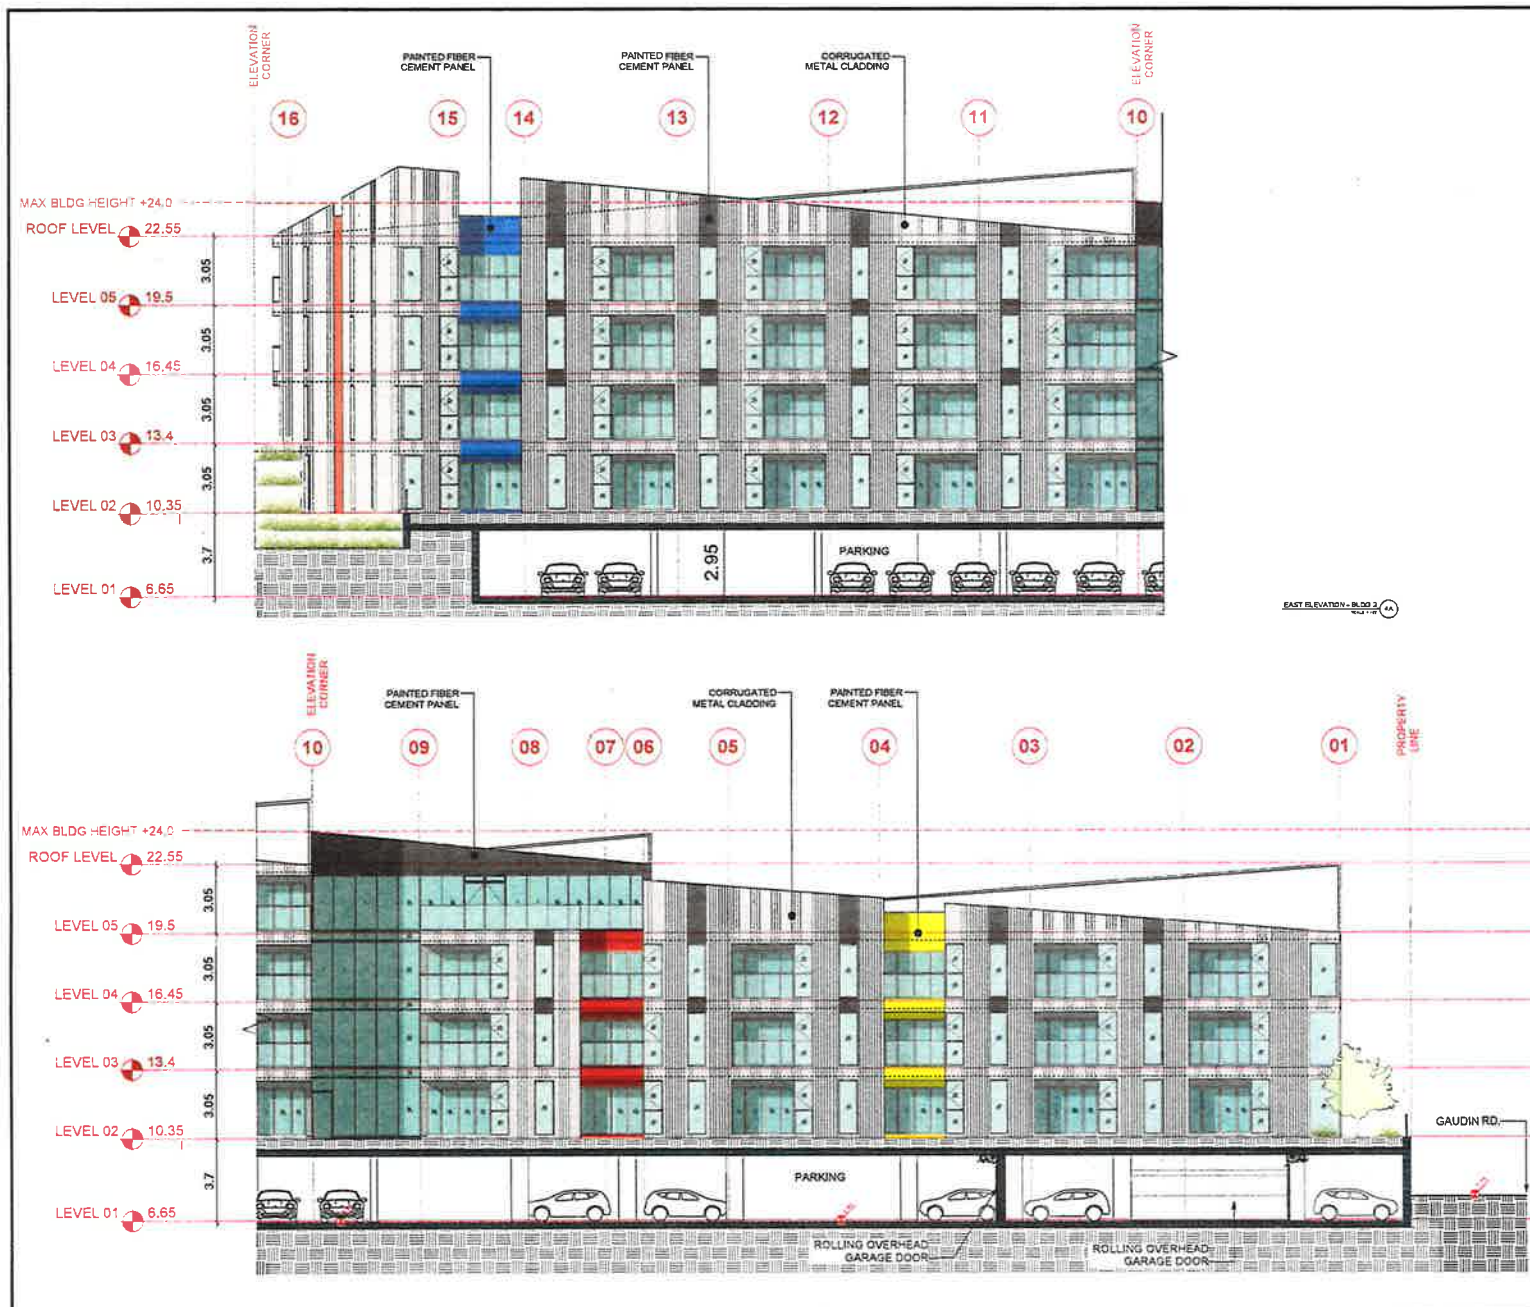 ELEVATION
CORNER
PAINTED FIBER
CEMENT PANEL
PAINTED FIBER
CEMENT PANEL
CORRUGATED
METAL CLADDING
ELEVATION
CORNER
16
15
14
13
12
11
10
MAX BLDG HEIGHT +24.0
ROOF LEVEL 22.55
3.05
LEVEL 05 19.5
3.05
LEVEL 04 16.45
3.05
LEVEL 03 13.4
3.05
LEVEL 02 10.35
3.7
LEVEL 01 6.65
2.95
PARKING
EAST ELEVATION - BLDG 3
ELEVATION
CORNER
PAINTED FIBER
CEMENT PANEL
CORRUGATED
METAL CLADDING
PAINTED FIBER
CEMENT PANEL
PROPERTY
LINE
10
09
08
07
06
05
04
03
02
01
MAX BLDG HEIGHT +24.0
ROOF LEVEL 22.55
3.05
LEVEL 05 19.5
3.05
LEVEL 04 16.45
3.05
LEVEL 03 13.4
3.05
LEVEL 02 10.35
3.7
LEVEL 01 6.65
PARKING
GAUDIN RD.
ROLLING OVERHEAD
GARAGE DOOR
ROLLING OVERHEAD
GARAGE DOOR